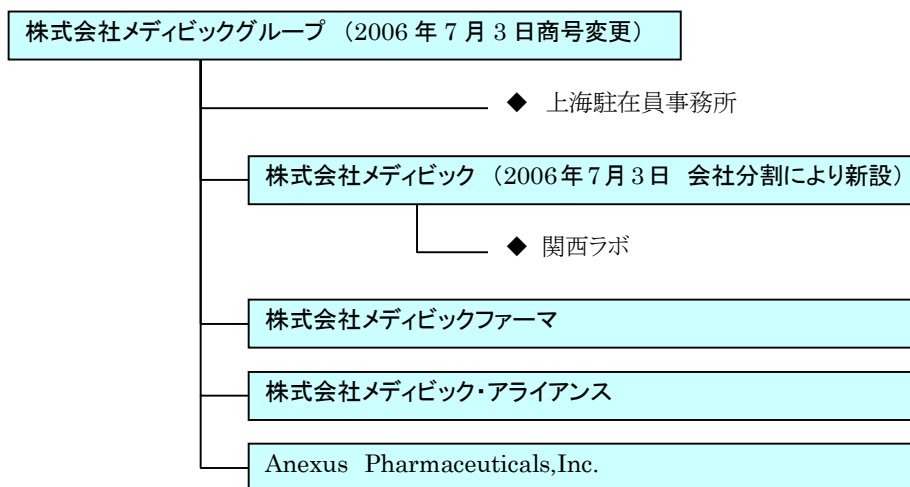 株式会社メディビックグループ （2006年7月3日商号変更）
◆ 上海駐在員事務所
株式会社メディビック （2006年7月3日 会社分割により新設）
◆ 関西ラボ
株式会社メディビックファーマ
株式会社メディビック・アライアンス
Anexus Pharmaceuticals,Inc.